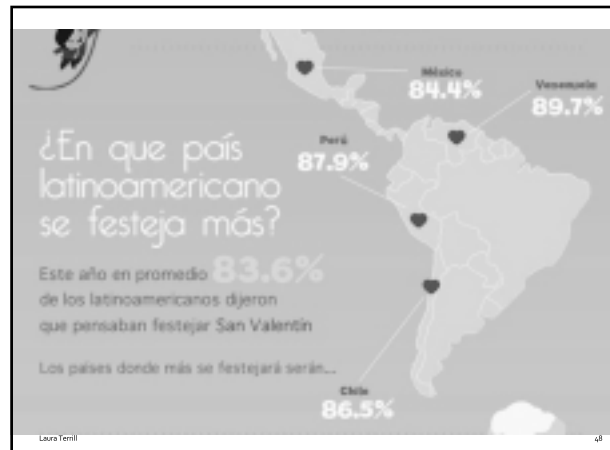 México
84.4%
Venezuela
89.7%
Perú
87.9%
¿En que país
latinoamericano
se festeja más?
Este año en promedio 83.6%
de los latinoamericanos dijeron
que pensaban festejar San Valentín
Los países donde más se festejará serán...
Chile
86.5%
Laura Terrill
48